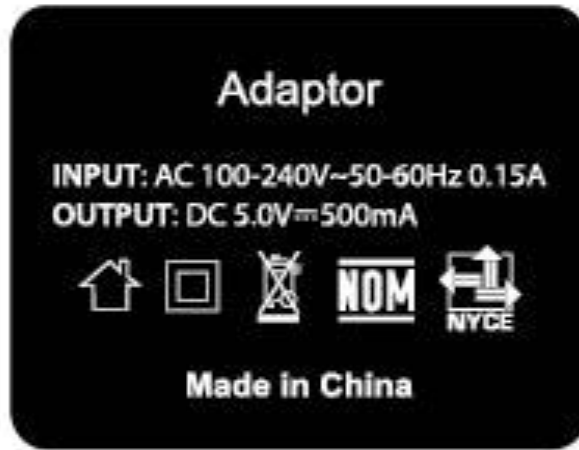 Adaptor
INPUT: AC 100-240V~50-60Hz 0.15A
OUTPUT: DC 5.0V⎓500mA
NOM
NYCE
Made in China